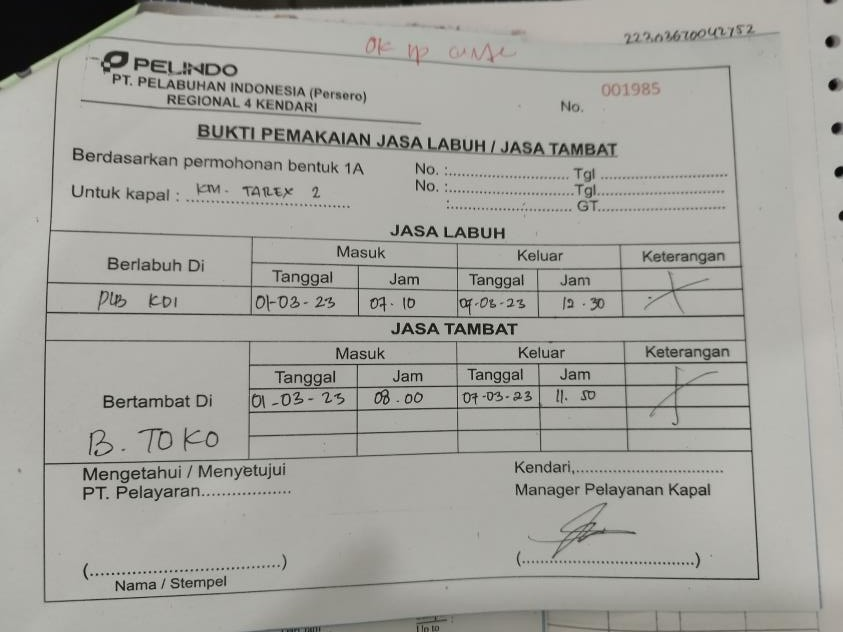 22303670042752
OK
PELINDO
PT. PELABUHAN INDONESIA (Persero)
REGIONAL 4 KENDARI
No. 001985
BUKTI PEMAKAIAN JASA LABUH / JASA TAMBAT
Berdasarkan permohonan bentuk 1A No. :............................ Tgl ............................
Untuk kapal : KM. TAREX 2 No. :............................ Tgl............................
:............................ GT............................
JASA LABUH
Berlabuh Di Masuk Keluar Keterangan
Tanggal Jam Tanggal Jam
PLB KDI 01-03-23 07.10 07-03-23 12.30
JASA TAMBAT
Bertambat Di Masuk Keluar Keterangan
Tanggal Jam Tanggal Jam
01-03-23 08.00 07-03-23 11.50
B. TOKO
Mengetahui / Menyetujui Kendari,................................
PT. Pelayaran.................. Manager Pelayanan Kapal
(......................................) (......................................)
Nama / Stempel
Up to